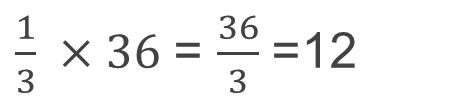 1/3 × 36 = 36/3 =12